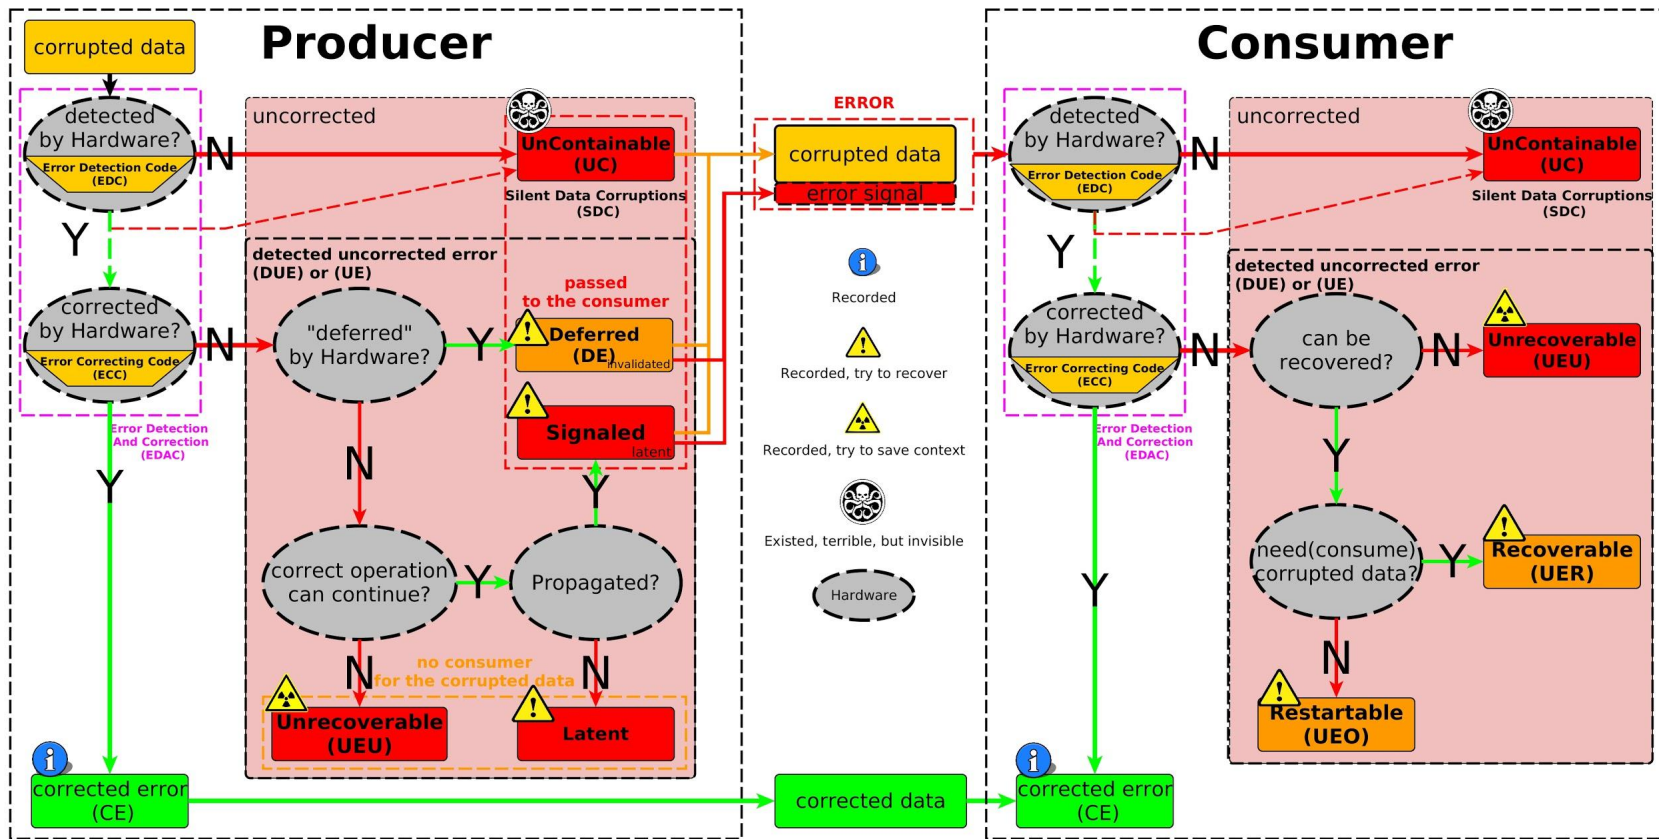 Producer
corrupted data
detected
by Hardware?
Error Detection Code
(EDC)
N
Y
corrected
by Hardware?
Error Correcting Code
(ECC)
N
Error Detection
And Correction
(EDAC)
Y
corrected error
(CE)
uncorrected
UnContainable
(UC)
Silent Data Corruptions
(SDC)
detected uncorrected error
(DUE) or (UE)
passed
to the consumer
"deferred"
by Hardware?
Y
Deferred
(DE)
invalidated
Signaled
latent
N
Y
correct operation
can continue?
Y
Propagated?
N
N
no consumer
for the corrupted data
Unrecoverable
(UEU)
Latent
ERROR
corrupted data
error signal
i
Recorded
!
Recorded, try to recover
Recorded, try to save context
Existed, terrible, but invisible
Hardware
corrected data
Consumer
detected
by Hardware?
Error Detection Code
(EDC)
N
Y
corrected
by Hardware?
Error Correcting Code
(ECC)
N
Error Detection
And Correction
(EDAC)
Y
corrected error
(CE)
uncorrected
UnContainable
(UC)
Silent Data Corruptions
(SDC)
detected uncorrected error
(DUE) or (UE)
can be
recovered?
N
Unrecoverable
(UEU)
Y
need(consume)
corrupted data?
Y
Recoverable
(UER)
N
Restartable
(UEO)